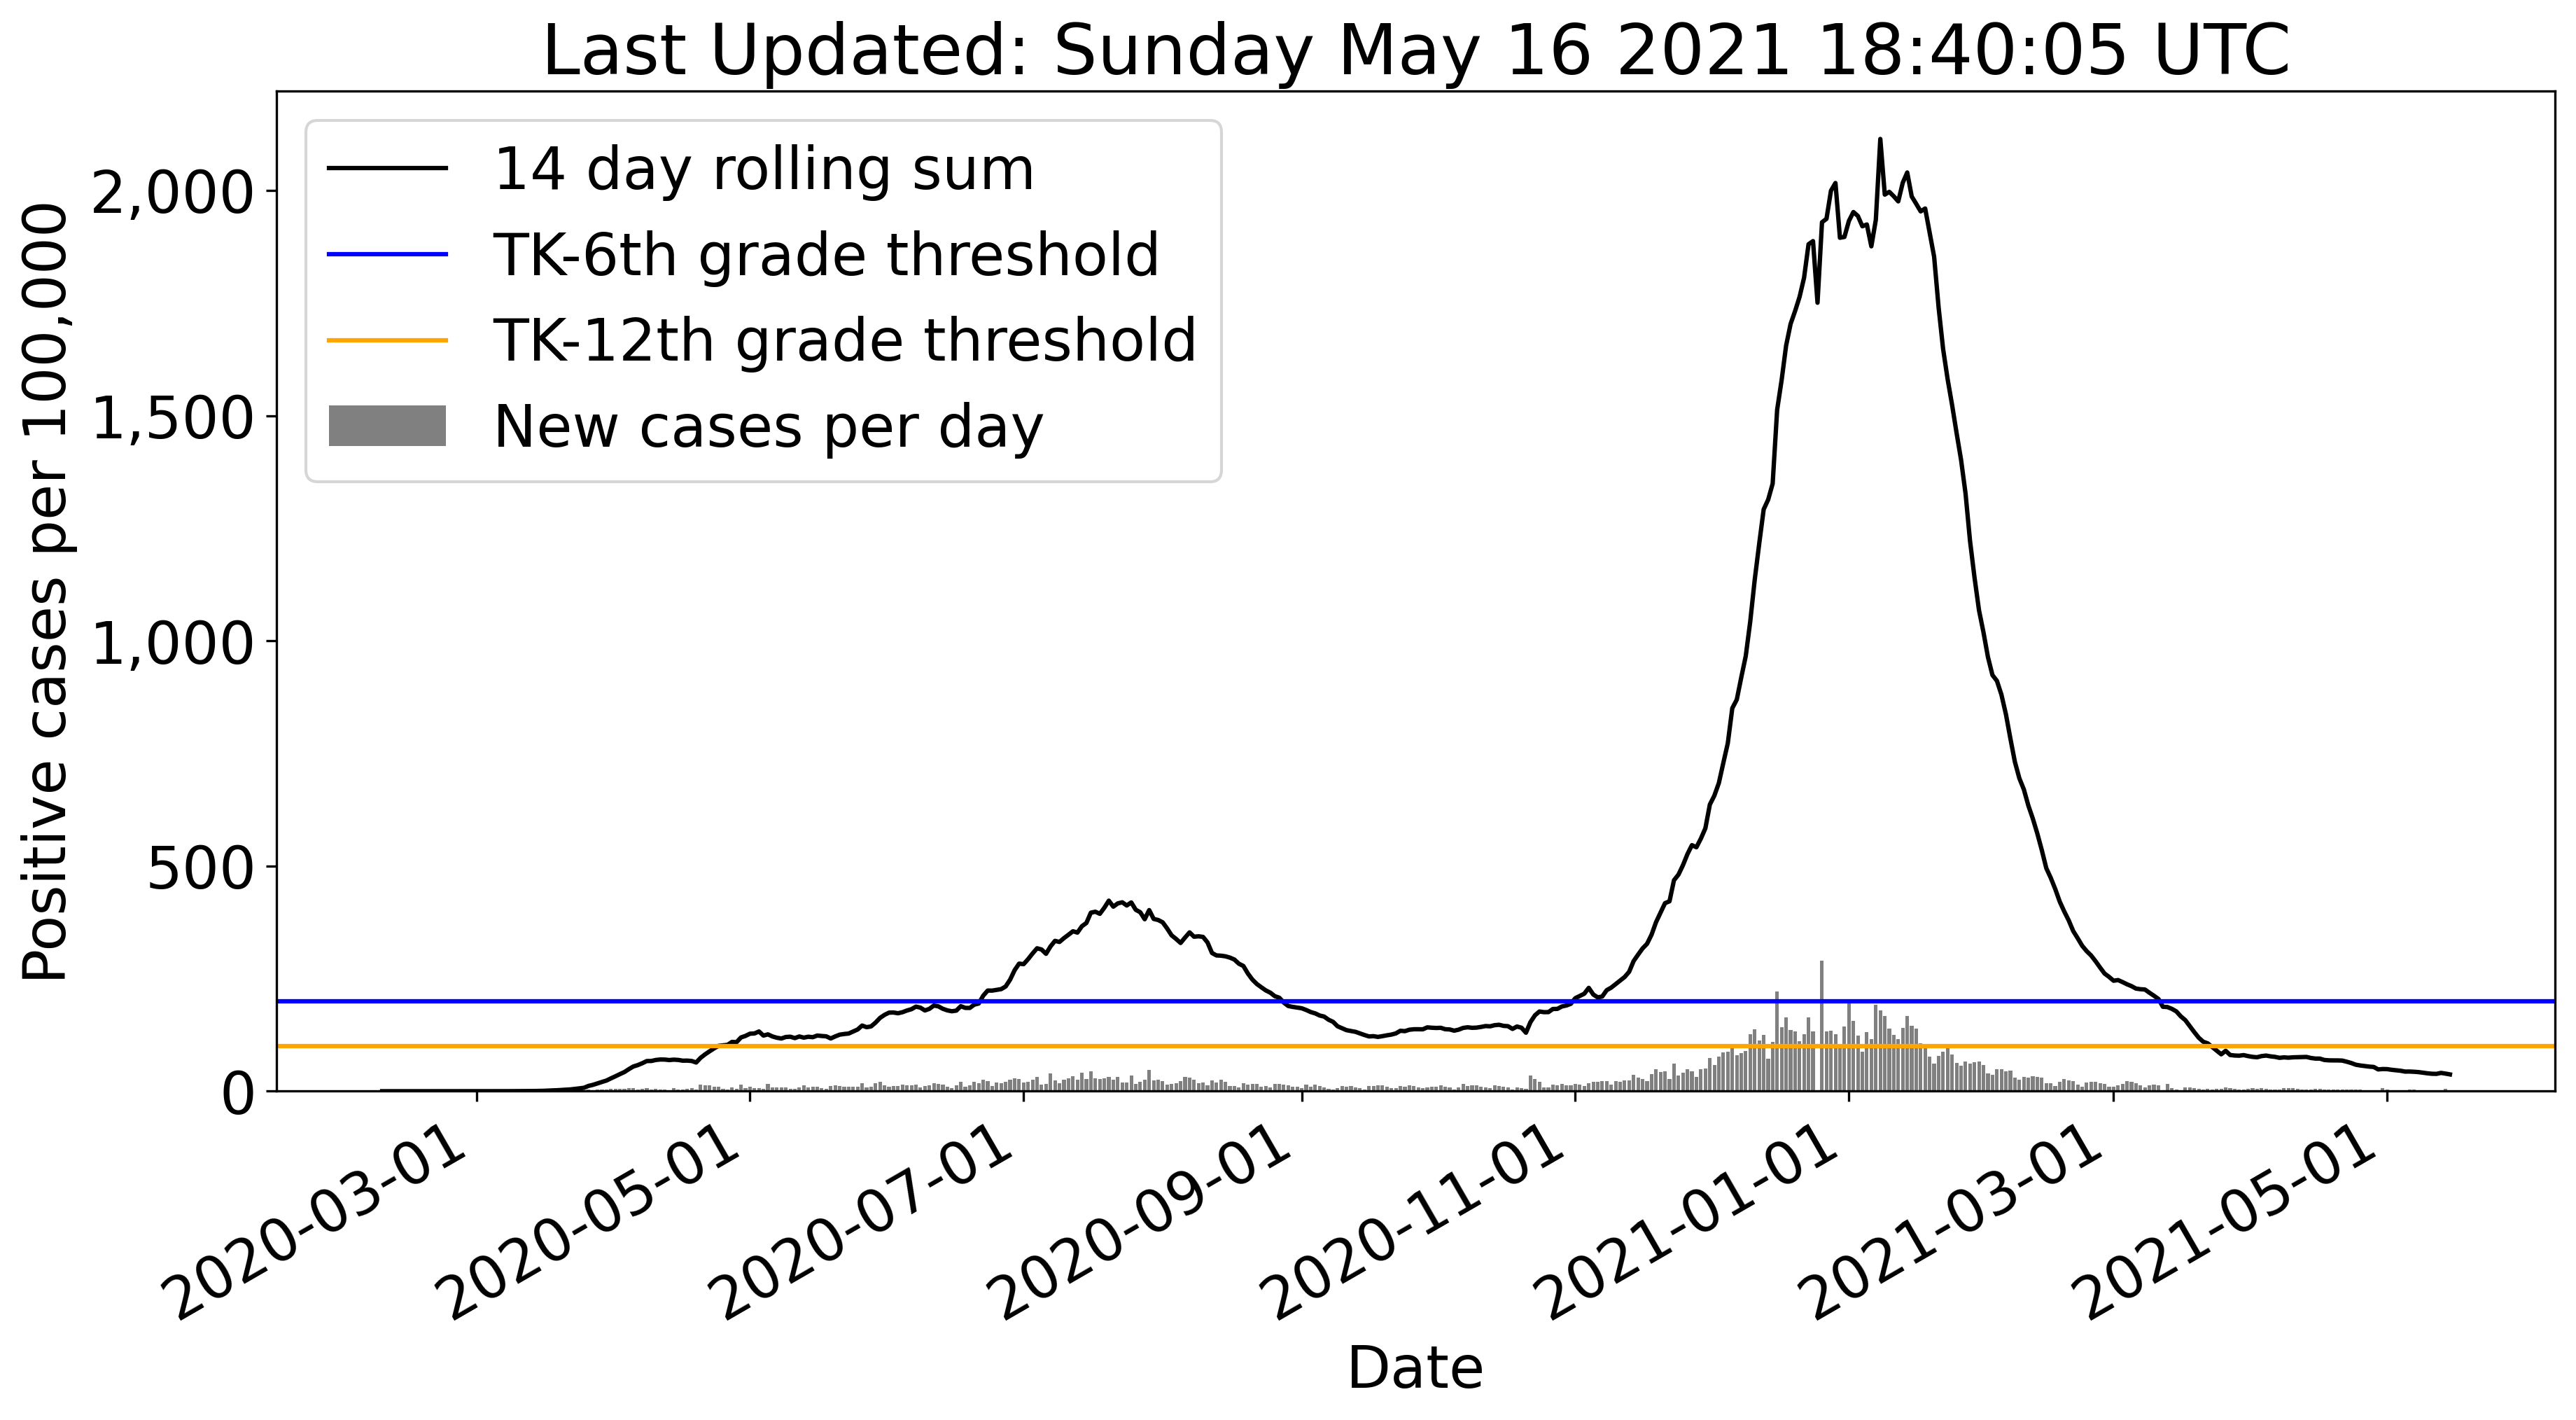 Last Updated: Sunday May 16 2021 18:40:05 UTC
14 day rolling sum
TK-6th grade threshold
TK-12th grade threshold
New cases per day
Positive cases per 100,000
2,000
1,500
1,000
500
0
2020-03-01
2020-05-01
2020-07-01
2020-09-01
2020-11-01
2021-01-01
2021-03-01
2021-05-01
Date